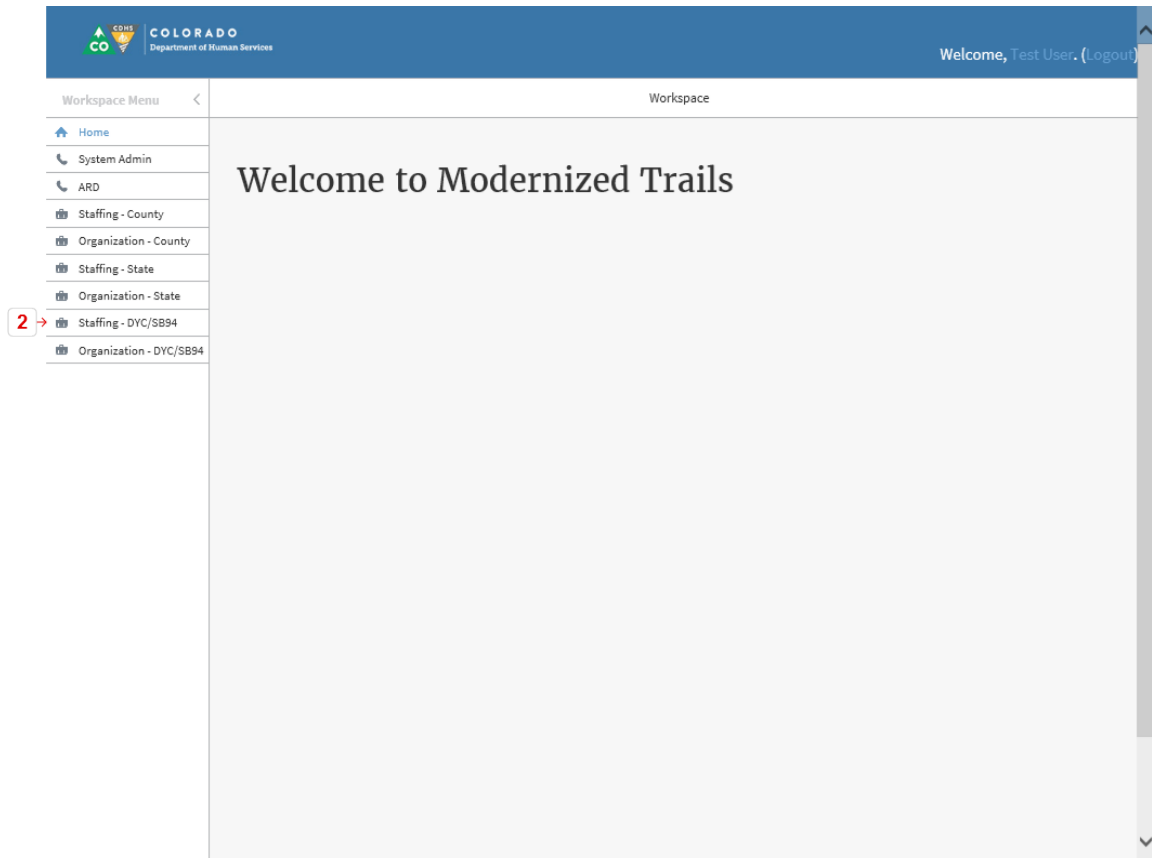 CDHS
CO
COLORADO
Department of Human Services
Welcome, Test User. (Logout)
Workspace Menu
Workspace
Home
System Admin
ARD
Staffing - County
Organization - County
Staffing - State
Organization - State
2
Staffing - DYC/SB94
Organization - DYC/SB94
Welcome to Modernized Trails